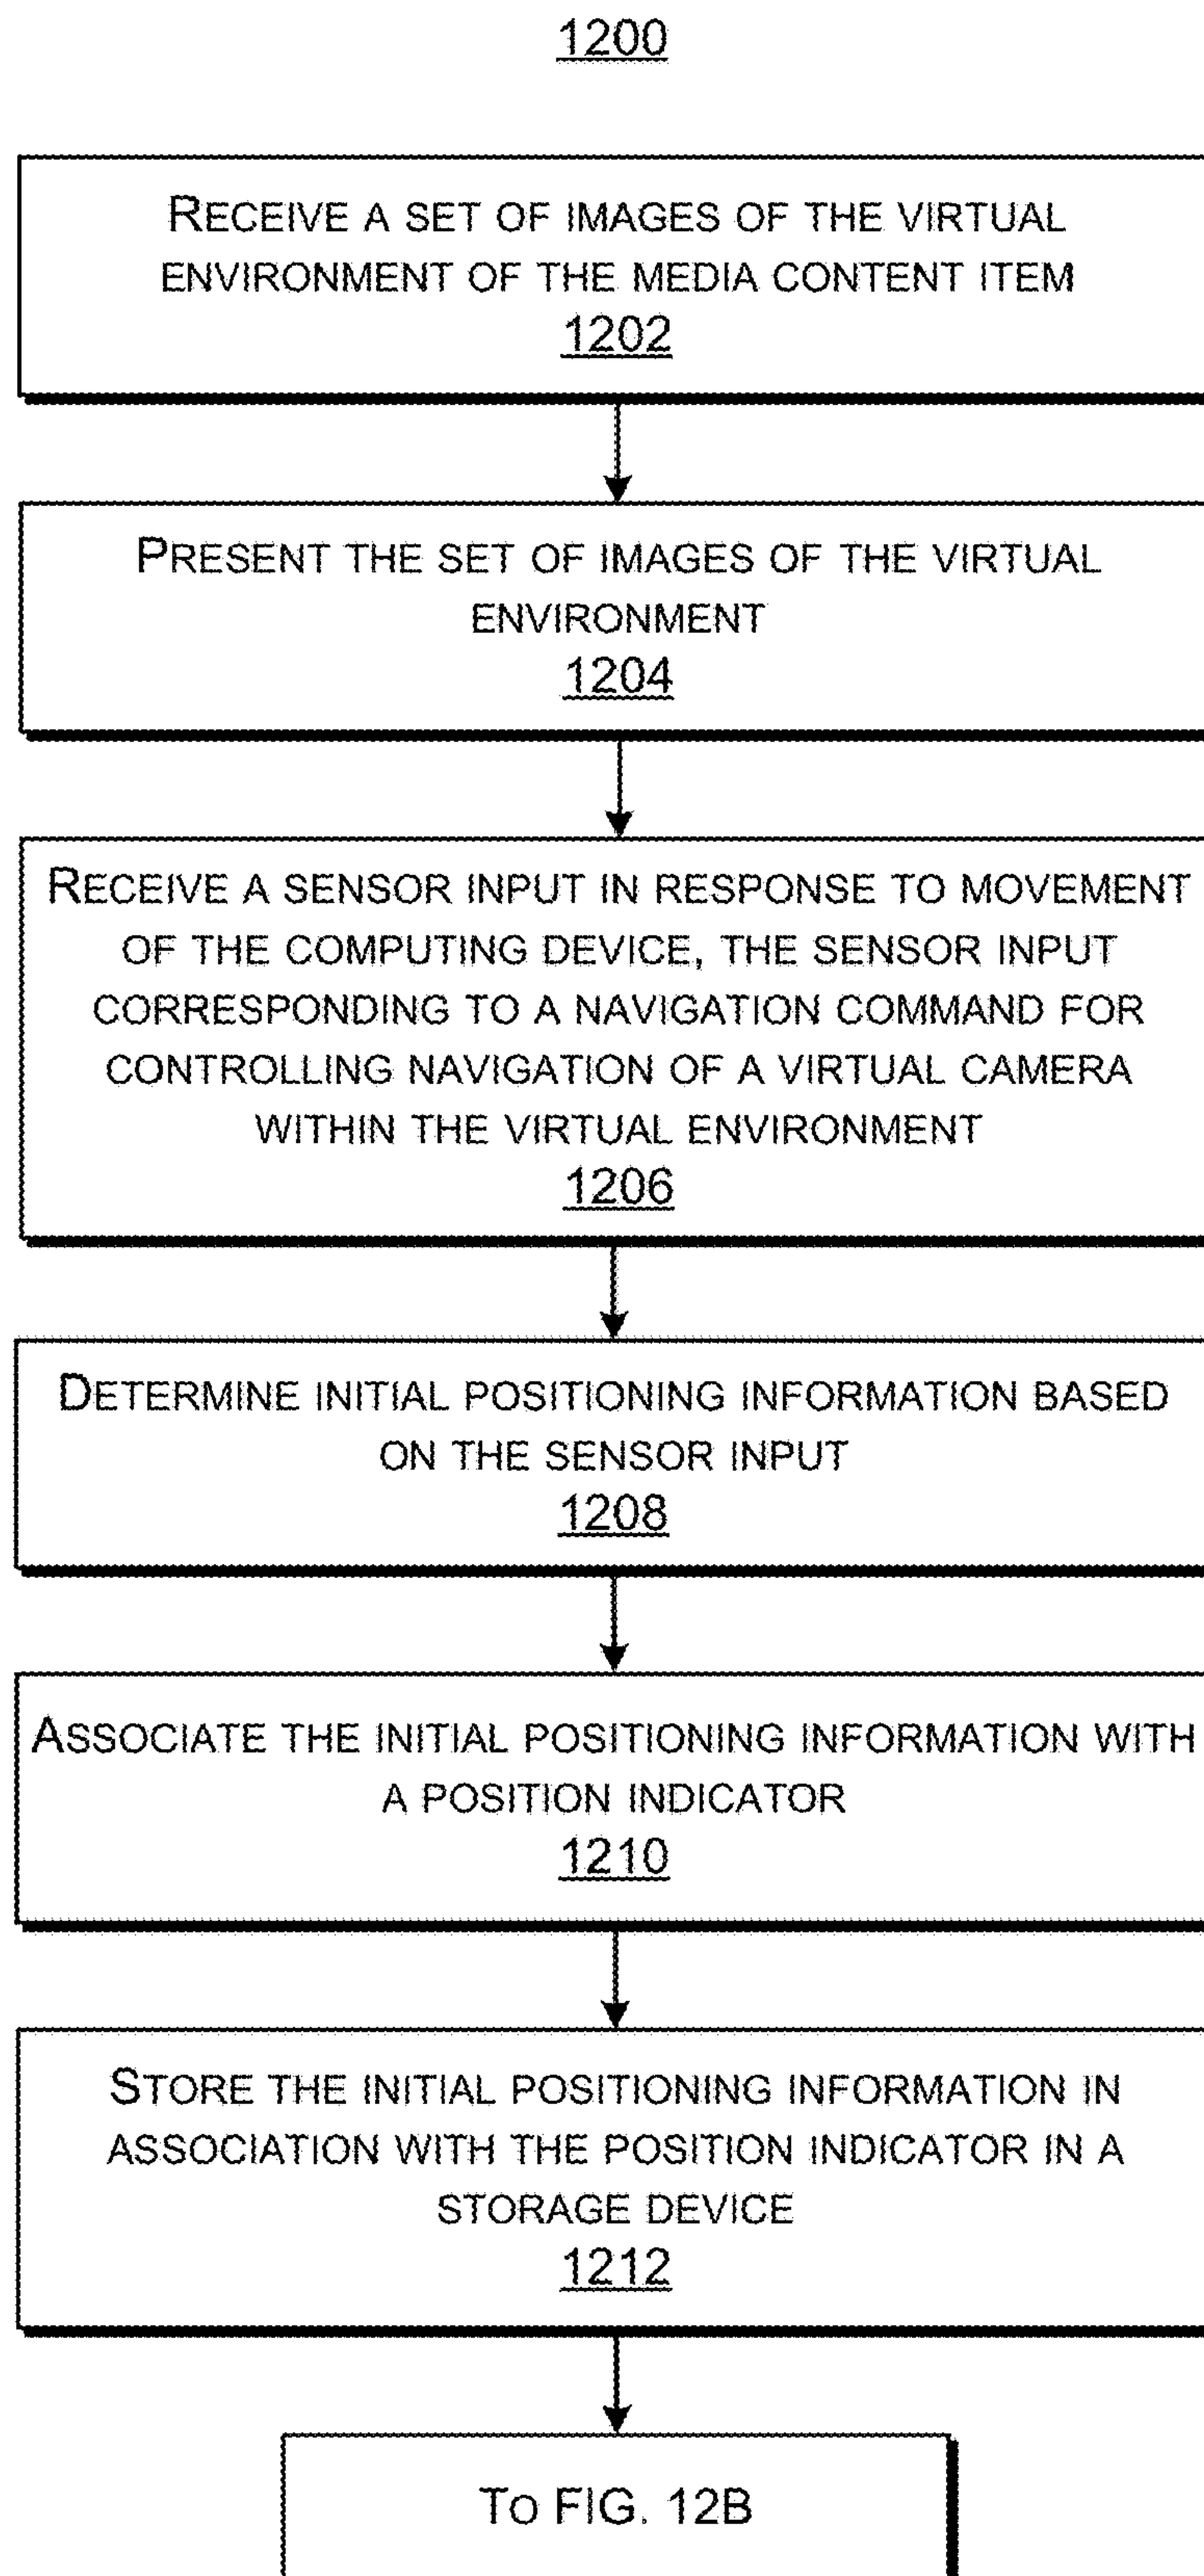 1200
RECEIVE A SET OF IMAGES OF THE VIRTUAL
ENVIRONMENT OF THE MEDIA CONTENT ITEM
1202
PRESENT THE SET OF IMAGES OF THE VIRTUAL
ENVIRONMENT
1204
RECEIVE A SENSOR INPUT IN RESPONSE TO MOVEMENT
OF THE COMPUTING DEVICE, THE SENSOR INPUT
CORRESPONDING TO A NAVIGATION COMMAND FOR
CONTROLLING NAVIGATION OF A VIRTUAL CAMERA
WITHIN THE VIRTUAL ENVIRONMENT
1206
DETERMINE INITIAL POSITIONING INFORMATION BASED
ON THE SENSOR INPUT
1208
ASSOCIATE THE INITIAL POSITIONING INFORMATION WITH
A POSITION INDICATOR
1210
STORE THE INITIAL POSITIONING INFORMATION IN
ASSOCIATION WITH THE POSITION INDICATOR IN A
STORAGE DEVICE
1212
TO FIG. 12B